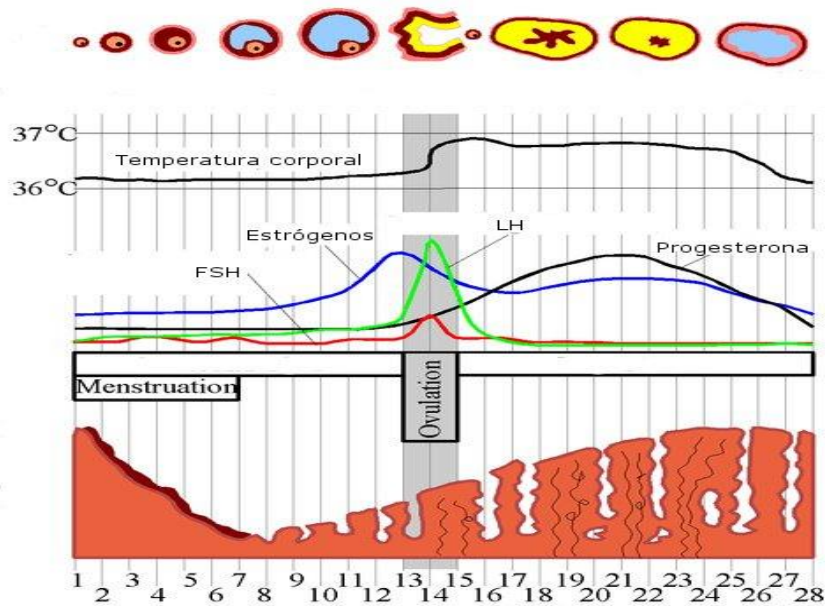 37°C
Temperatura corporal
36°C
Estrógenos
LH
Progesterona
FSH
Menstruation
Ovulation
1 3 5 7 9 11 13 15 17 19 21 23 25 27
2 4 6 8 10 12 14 16 18 20 22 24 26 28